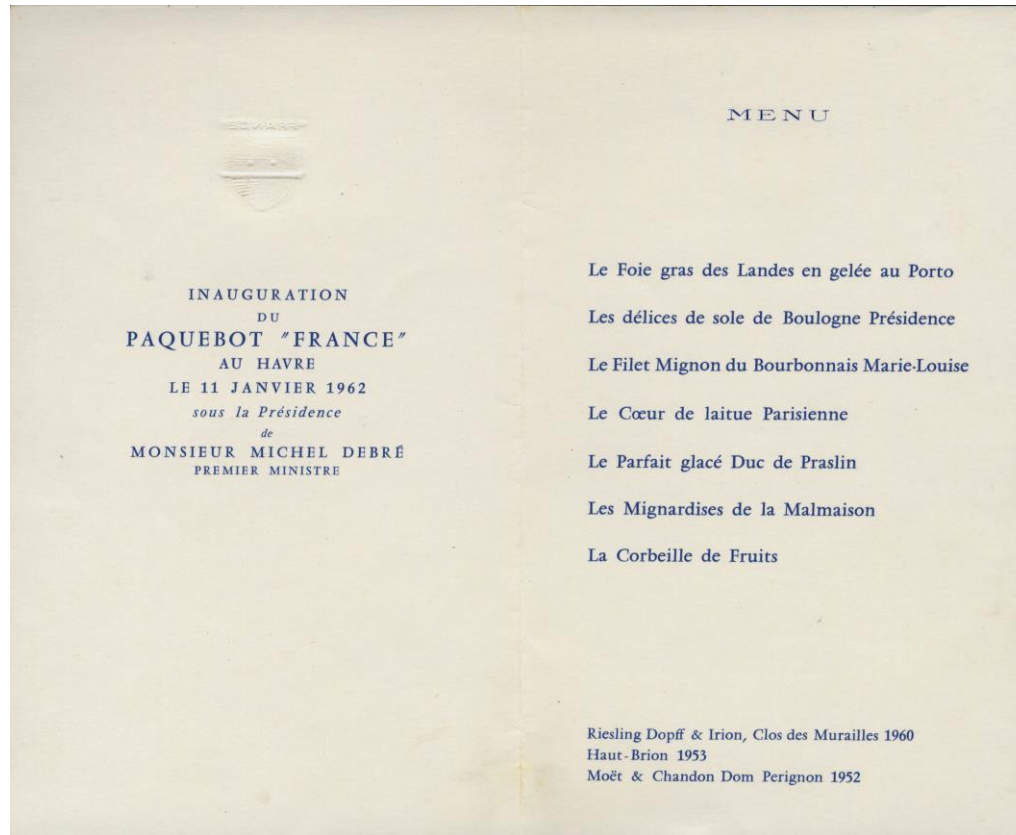 INAUGURATION
DU
PAQUEBOT "FRANCE"
AU HAVRE
LE 11 JANVIER 1962
sous la Présidence
de
MONSIEUR MICHEL DEBRÉ
PREMIER MINISTRE
MENU
Le Foie gras des Landes en gelée au Porto
Les délices de sole de Boulogne Présidence
Le Filet Mignon du Bourbonnais Marie-Louise
Le Cœur de laitue Parisienne
Le Parfait glacé Duc de Praslin
Les Mignardises de la Malmaison
La Corbeille de Fruits
Riesling Dopff & Irion, Clos des Murailles 1960
Haut-Brion 1953
Moët & Chandon Dom Perignon 1952